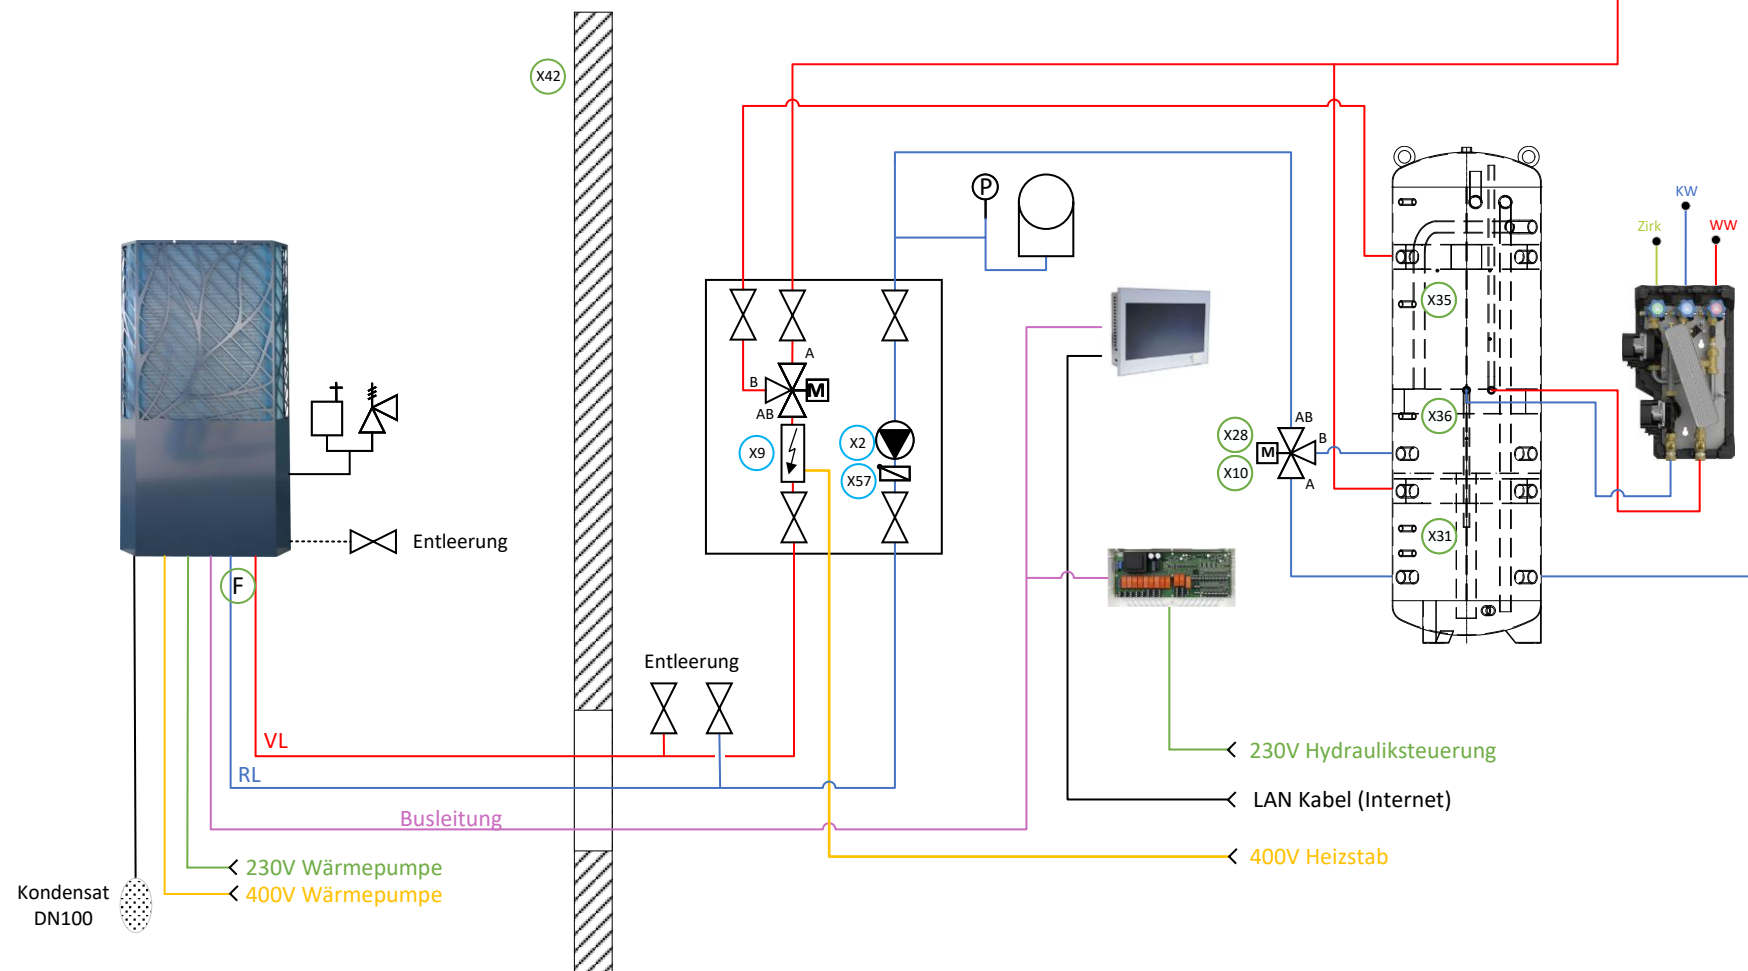 X42
KW
Zirk
WW
P
X35
A
B
M
AB
X9
X2
X57
X28
X10
M
AB
B
A
X36
X31
Entleerung
F
Entleerung
VL
RL
Busleitung
230V Hydrauliksteuerung
LAN Kabel (Internet)
400V Heizstab
230V Wärmepumpe
400V Wärmepumpe
Kondensat
DN100